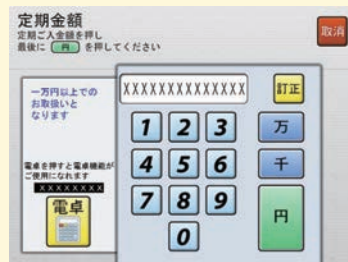 定期金額
定期ご入金額を押し
最後に 円 を押してください
取消
一万円以上での
お取扱いと
なります
電卓を押すと電卓機能が
ご使用になれます
XXXXXXXX
電卓
XXXXXXXXXXXXXX
訂正
1 2 3 万
4 5 6 千
7 8 9 円
0